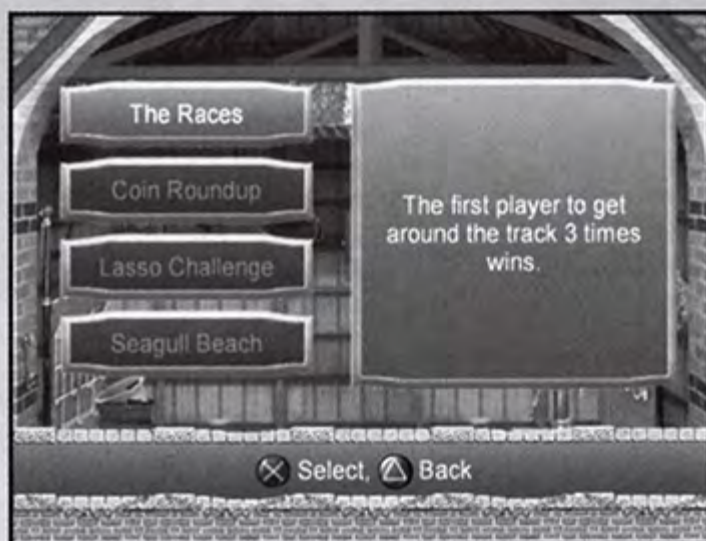 The Races
Coin Roundup
Lasso Challenge
Seagull Beach
The first player to get
around the track 3 times
wins.
Select, Back